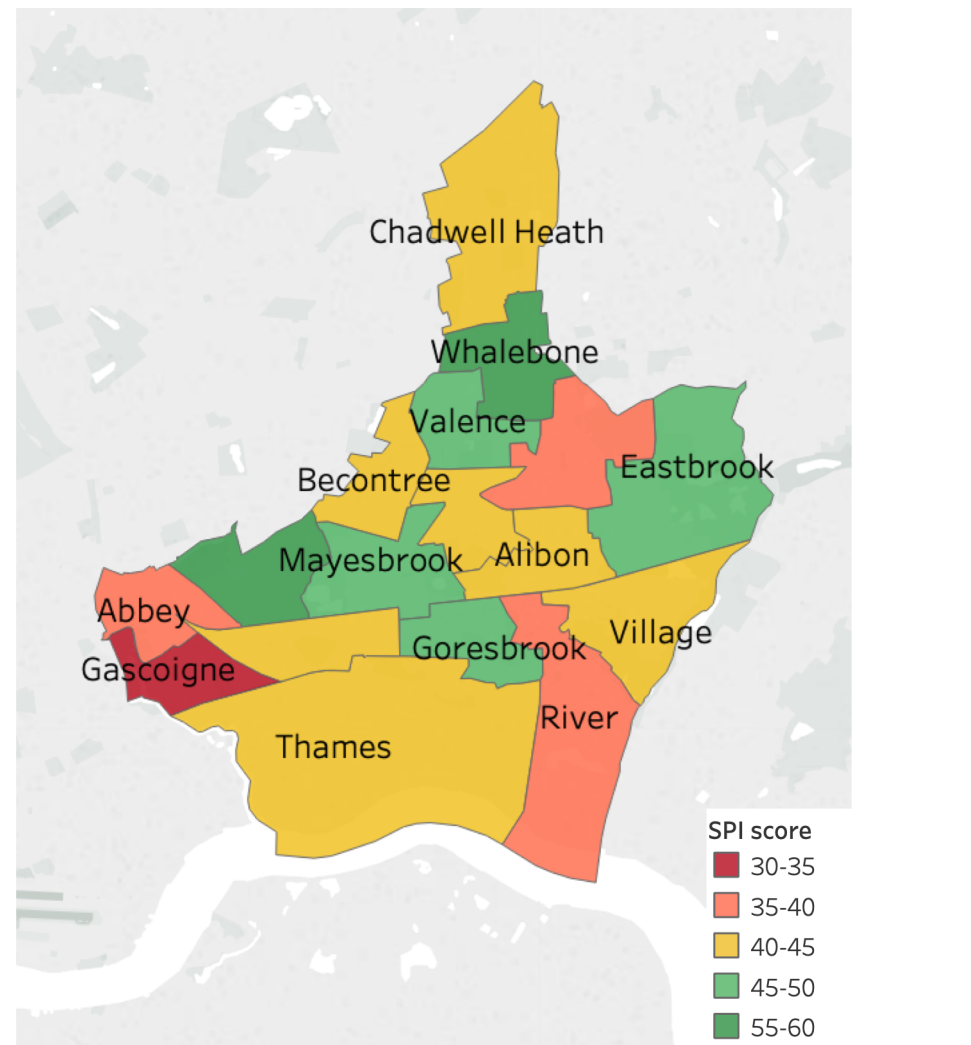 Chadwell Heath
Whalebone
Valence
Eastbrook
Becontree
Alibon
Mayesbrook
Abbey
Village
Goresbrook
Gascoigne
River
Thames
SPI score
30-35
35-40
40-45
45-50
55-60